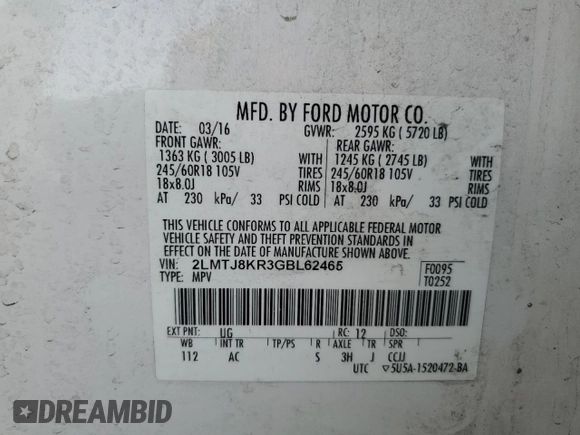 MFD. BY FORD MOTOR CO.
DATE: 03/16 GVWR: 2595 KG ( 5720 LB)
FRONT GAWR: REAR GAWR:
1363 KG ( 3005 LB) WITH 1245 KG ( 2745 LB) WITH
245/60R18 105V TIRES 245/60R18 105V TIRES
18x8.0J RIMS 18x8.0J RIMS
AT 230 kPa/ 33 PSI COLD AT 230 kPa/ 33 PSI COLD
THIS VEHICLE CONFORMS TO ALL APPLICABLE FEDERAL MOTOR
VEHICLE SAFETY AND THEFT PREVENTION STANDARDS IN
EFFECT ON THE DATE OF MANUFACTURE SHOWN ABOVE.
VIN: 2LMTJ8KR3GBL62465 F0095
TYPE: MPV T0252
EXT PNT: UG RC: 12 DSO:
WB INT TR TP/PS R AXLE TR SPR
112 AC S 3H J CCJJ
UTC ▽5U5A-1520472-BA
DREAMBID